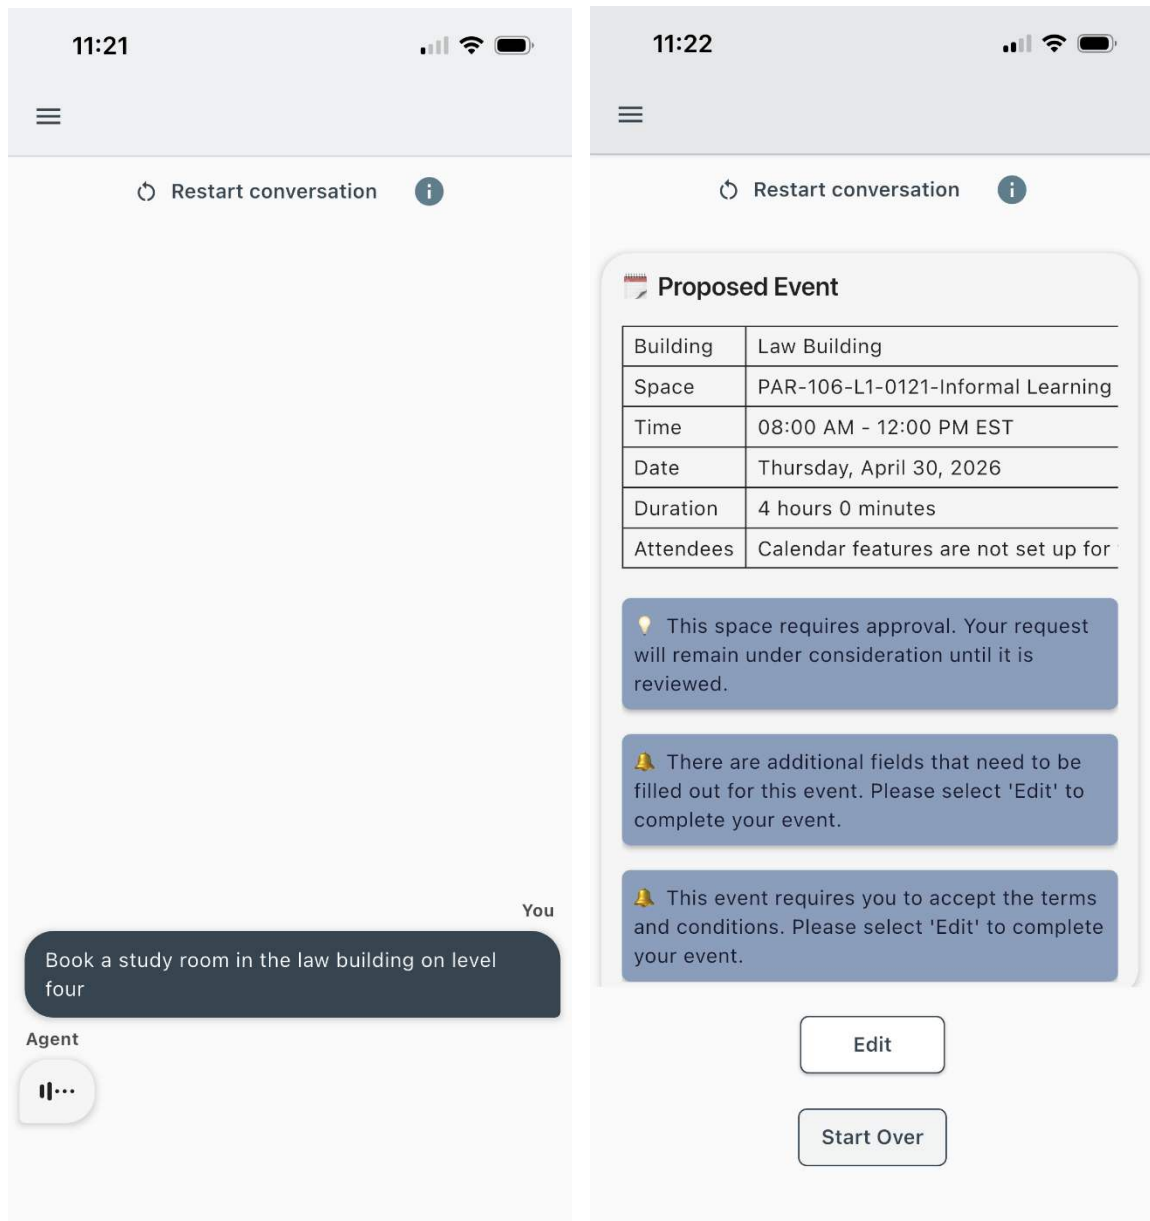 11:21
Restart conversation
You
Book a study room in the law building on level
four
Agent
11:22
Restart conversation
Proposed Event
Building Law Building
Space PAR-106-L1-0121-Informal Learning
Time 08:00 AM - 12:00 PM EST
Date Thursday, April 30, 2026
Duration 4 hours 0 minutes
Attendees Calendar features are not set up for
This space requires approval. Your request
will remain under consideration until it is
reviewed.
There are additional fields that need to be
filled out for this event. Please select 'Edit' to
complete your event.
This event requires you to accept the terms
and conditions. Please select 'Edit' to complete
your event.
Edit
Start Over